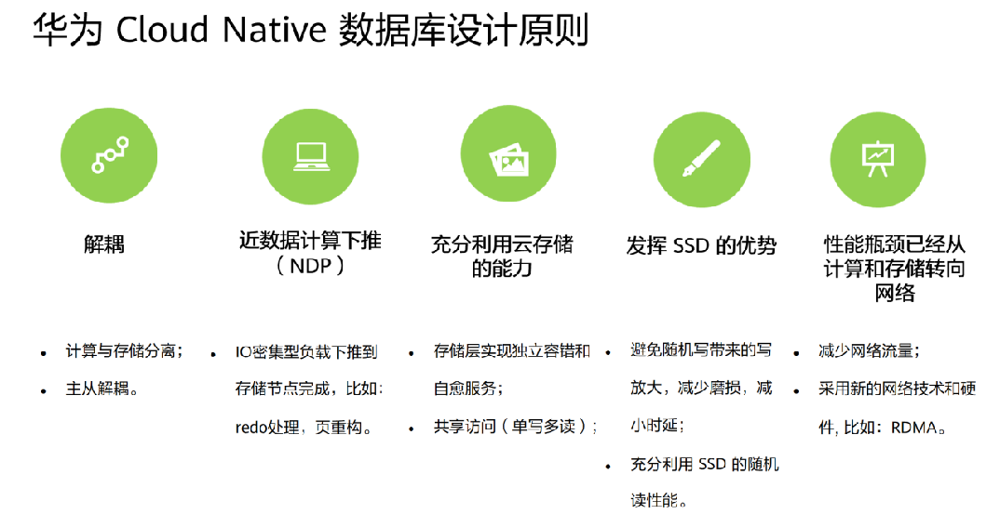 华为 Cloud Native 数据库设计原则
解耦
• 计算与存储分离；
• 主从解耦。
近数据计算下推
（NDP）
• IO密集型负载下推到
存储节点完成，比如：
redo处理，页重构。
充分利用云存储
的能力
• 存储层实现独立容错和
自愈服务；
• 共享访问（单写多读）；
发挥 SSD 的优势
• 避免随机写带来的写
放大，减少磨损，减
小时延；
• 充分利用 SSD 的随机
读性能。
性能瓶颈已经从
计算和存储转向
网络
• 减少网络流量；
• 采用新的网络技术和硬
件, 比如：RDMA。